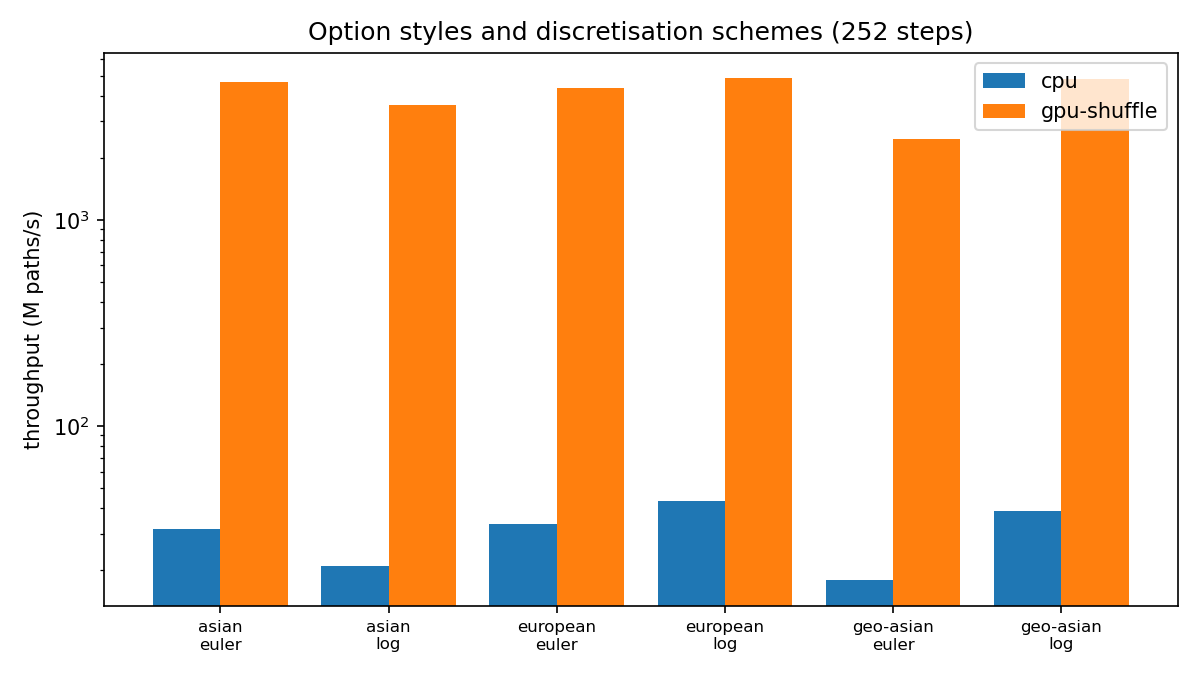 Option styles and discretisation schemes (252 steps)
cpu
gpu-shuffle
throughput (M paths/s)
10³
10²
asian
euler
asian
log
european
euler
european
log
geo-asian
euler
geo-asian
log